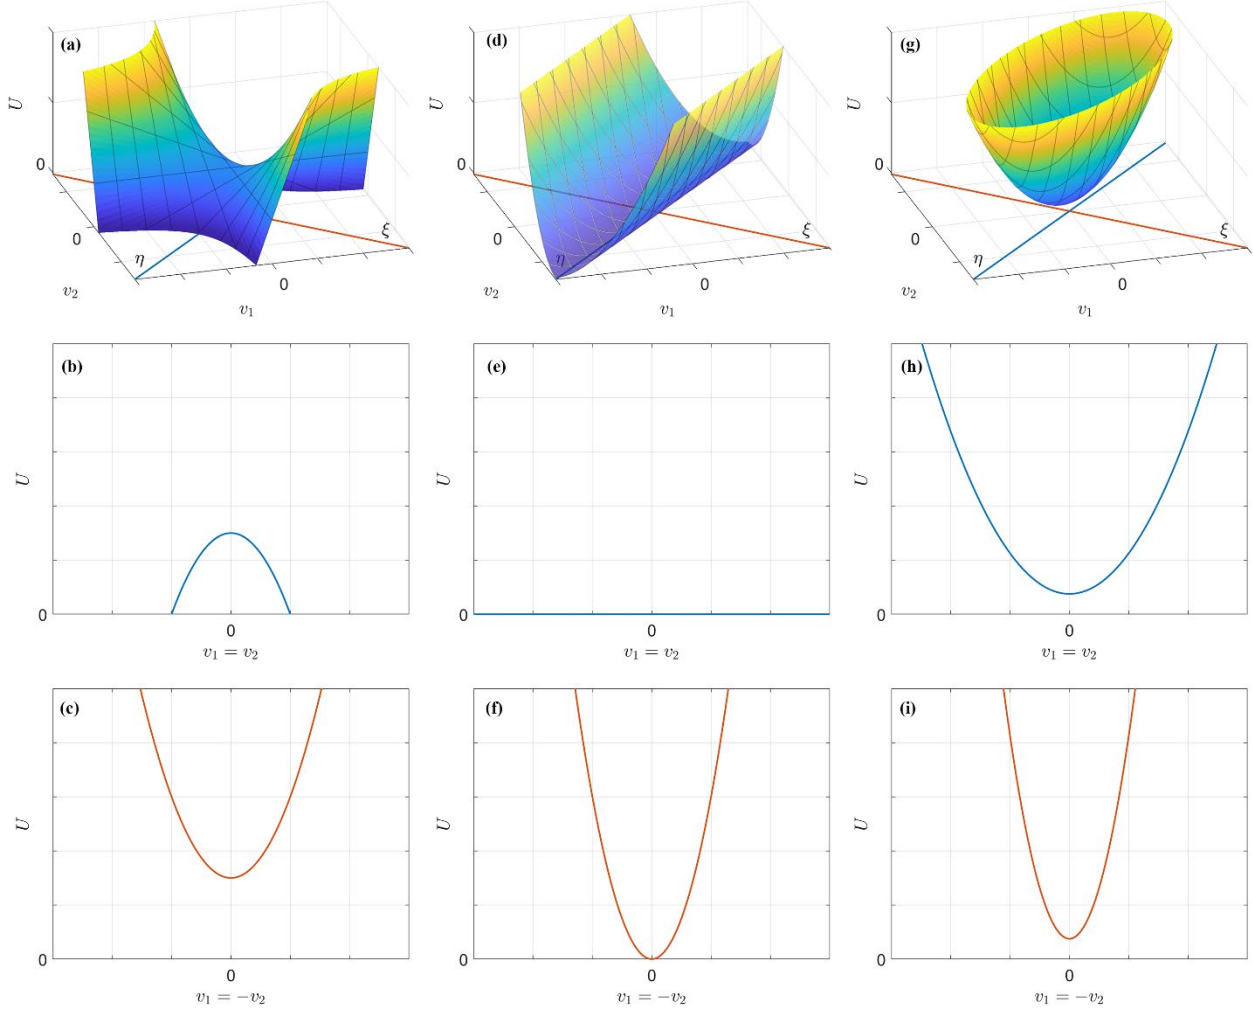 (a)
U
0
0
v₂
η
ξ
0
v₁
(d)
U
0
0
v₂
η
ξ
0
v₁
(g)
U
0
0
v₂
η
ξ
0
v₁
(b)
U
0
0
v₁ = v₂
(e)
U
0
0
v₁ = v₂
(h)
U
0
0
v₁ = v₂
(c)
U
0
0
v₁ = −v₂
(f)
U
0
0
v₁ = −v₂
(i)
U
0
0
v₁ = −v₂